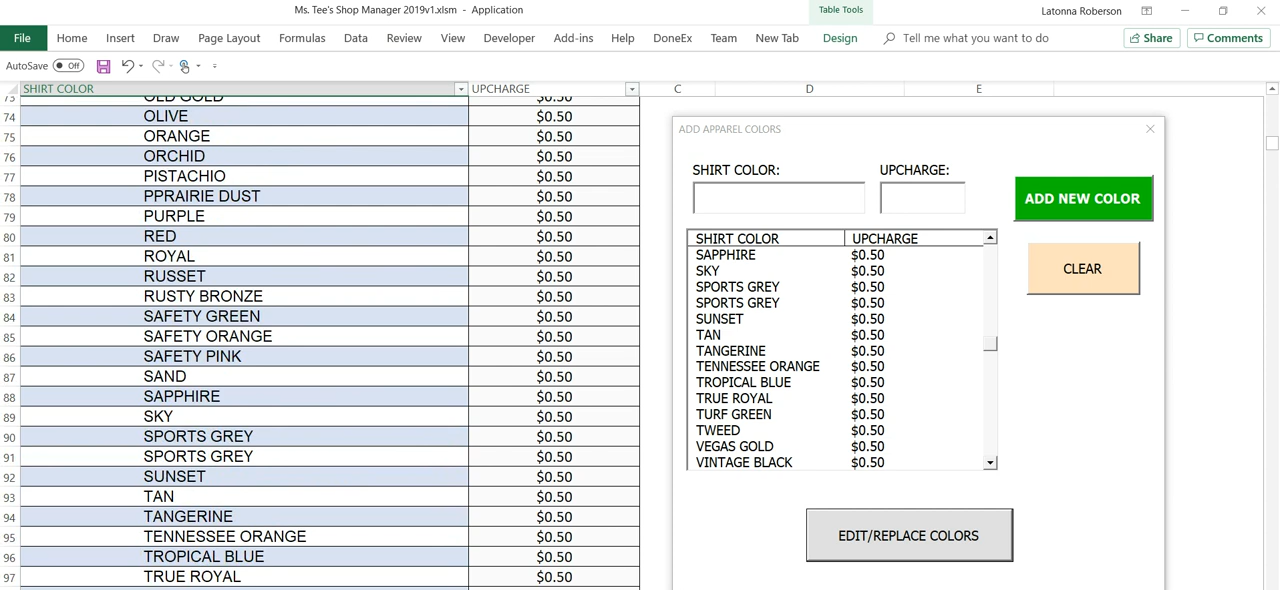 Ms. Tee's Shop Manager 2019v1.xlsm - Application
Table Tools
Latonna Roberson
File Home Insert Draw Page Layout Formulas Data Review View Developer Add-ins Help DoneEx Team New Tab Design Tell me what you want to do Share Comments
AutoSave Off
SHIRT COLOR UPCHARGE C D E
73 OLD GOLD $0.50
74 OLIVE $0.50
75 ORANGE $0.50
76 ORCHID $0.50
77 PISTACHIO $0.50
78 PPRAIRIE DUST $0.50
79 PURPLE $0.50
80 RED $0.50
81 ROYAL $0.50
82 RUSSET $0.50
83 RUSTY BRONZE $0.50
84 SAFETY GREEN $0.50
85 SAFETY ORANGE $0.50
86 SAFETY PINK $0.50
87 SAND $0.50
88 SAPPHIRE $0.50
89 SKY $0.50
90 SPORTS GREY $0.50
91 SPORTS GREY $0.50
92 SUNSET $0.50
93 TAN $0.50
94 TANGERINE $0.50
95 TENNESSEE ORANGE $0.50
96 TROPICAL BLUE $0.50
97 TRUE ROYAL $0.50
ADD APPAREL COLORS
SHIRT COLOR: UPCHARGE:
ADD NEW COLOR
CLEAR
SHIRT COLOR UPCHARGE
SAPPHIRE $0.50
SKY $0.50
SPORTS GREY $0.50
SPORTS GREY $0.50
SUNSET $0.50
TAN $0.50
TANGERINE $0.50
TENNESSEE ORANGE $0.50
TROPICAL BLUE $0.50
TRUE ROYAL $0.50
TURF GREEN $0.50
TWEED $0.50
VEGAS GOLD $0.50
VINTAGE BLACK $0.50
EDIT/REPLACE COLORS